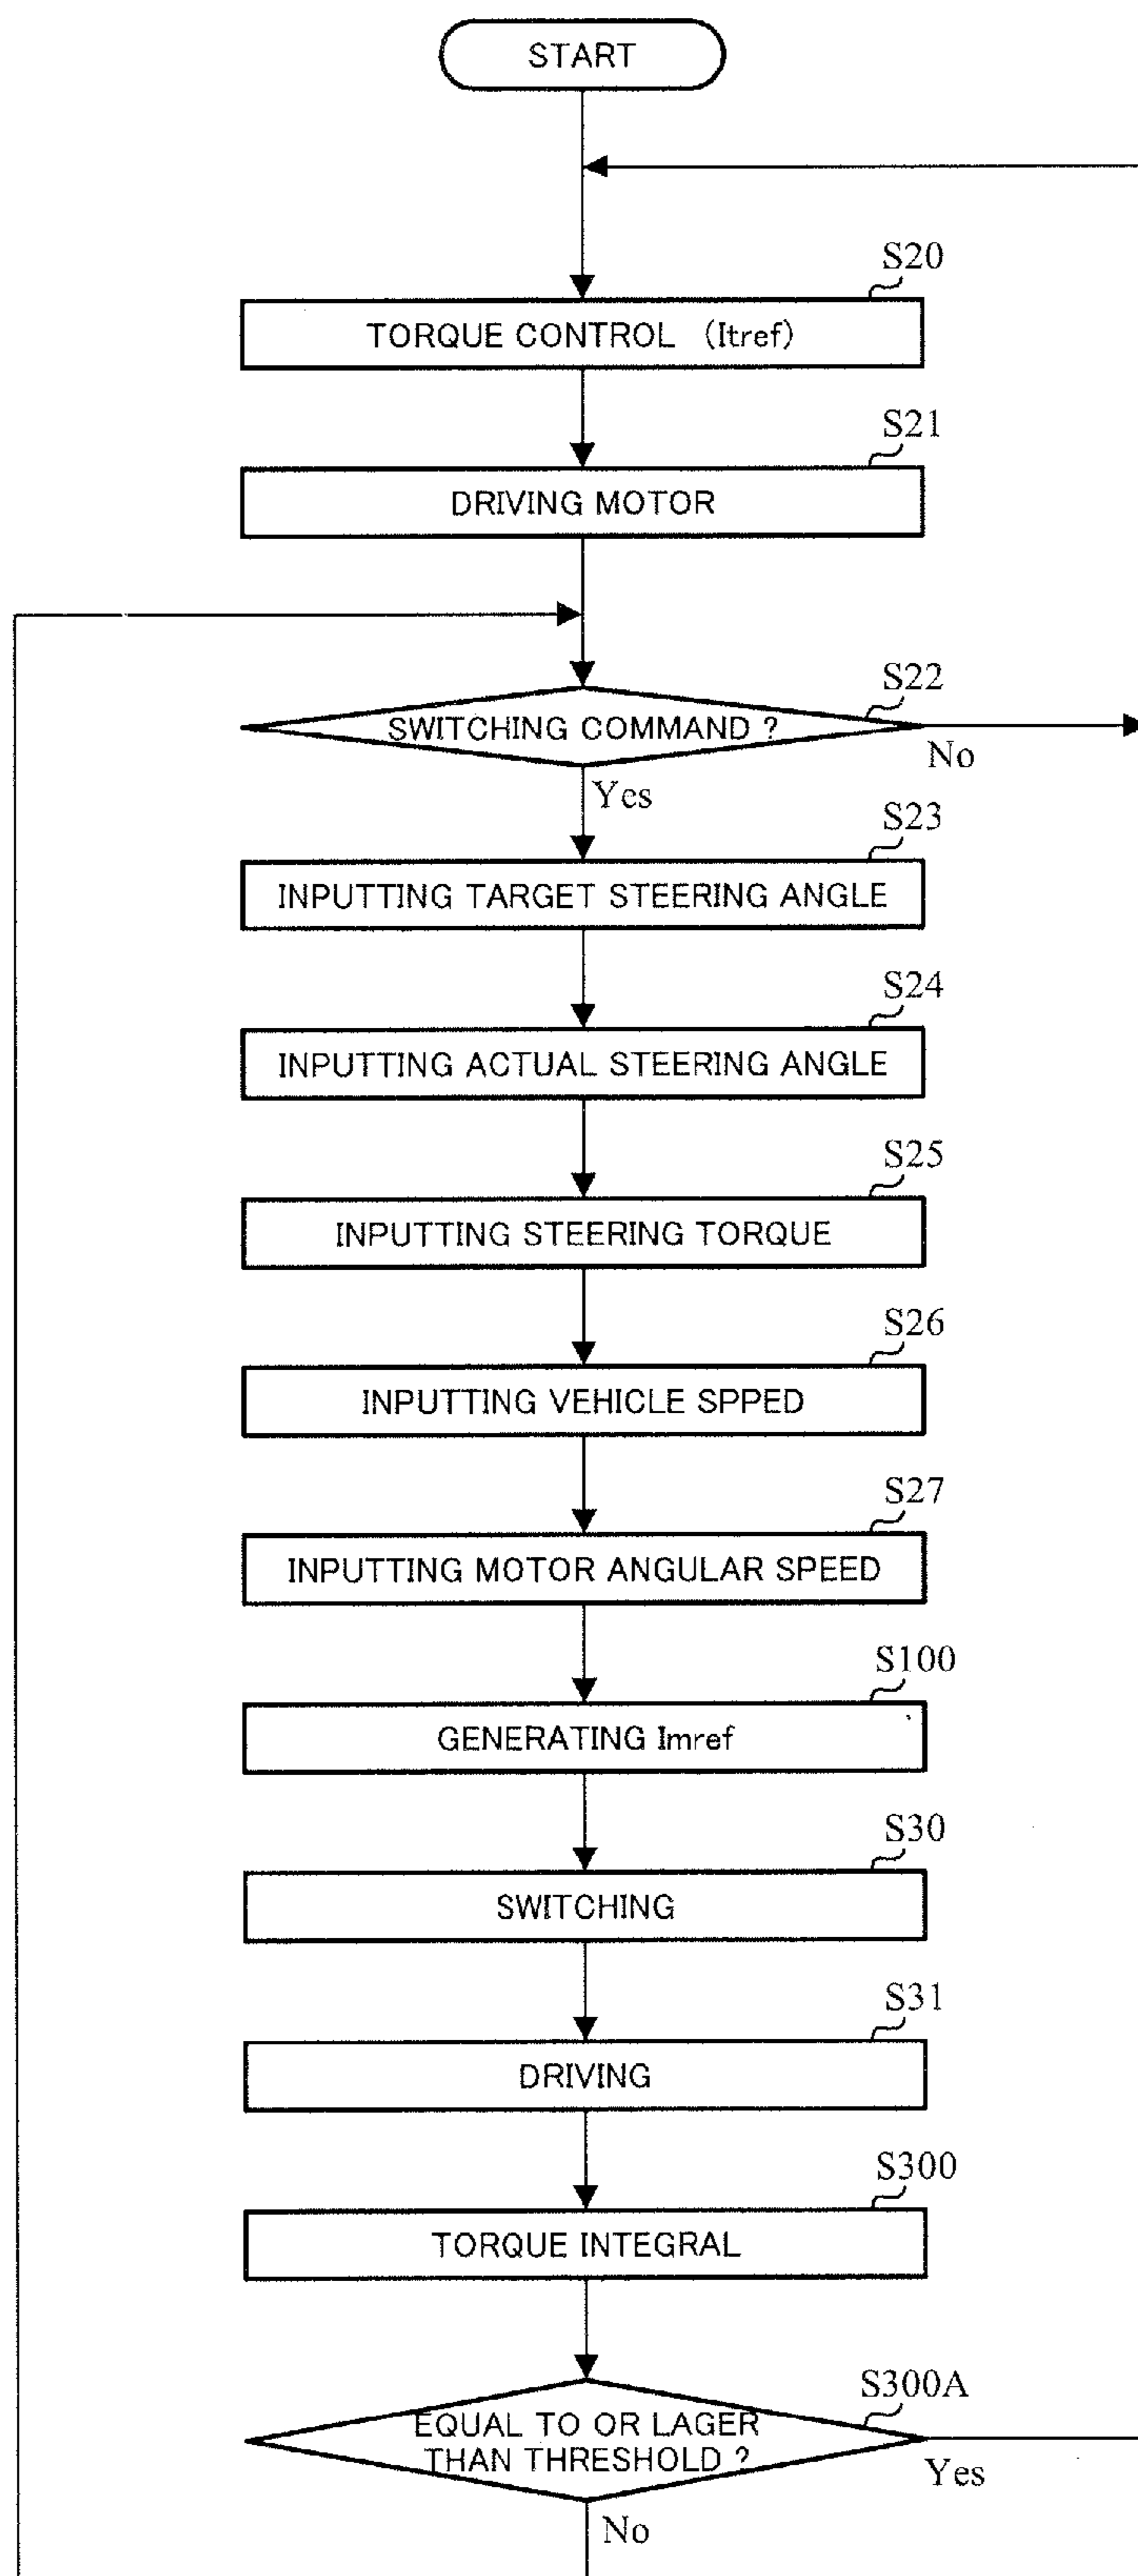 START
S20
TORQUE CONTROL (Itref)
S21
DRIVING MOTOR
S22
SWITCHING COMMAND ?
No
Yes
S23
INPUTTING TARGET STEERING ANGLE
S24
INPUTTING ACTUAL STEERING ANGLE
S25
INPUTTING STEERING TORQUE
S26
INPUTTING VEHICLE SPPED
S27
INPUTTING MOTOR ANGULAR SPEED
S100
GENERATING Imref
S30
SWITCHING
S31
DRIVING
S300
TORQUE INTEGRAL
S300A
EQUAL TO OR LAGER
THAN THRESHOLD ?
Yes
No